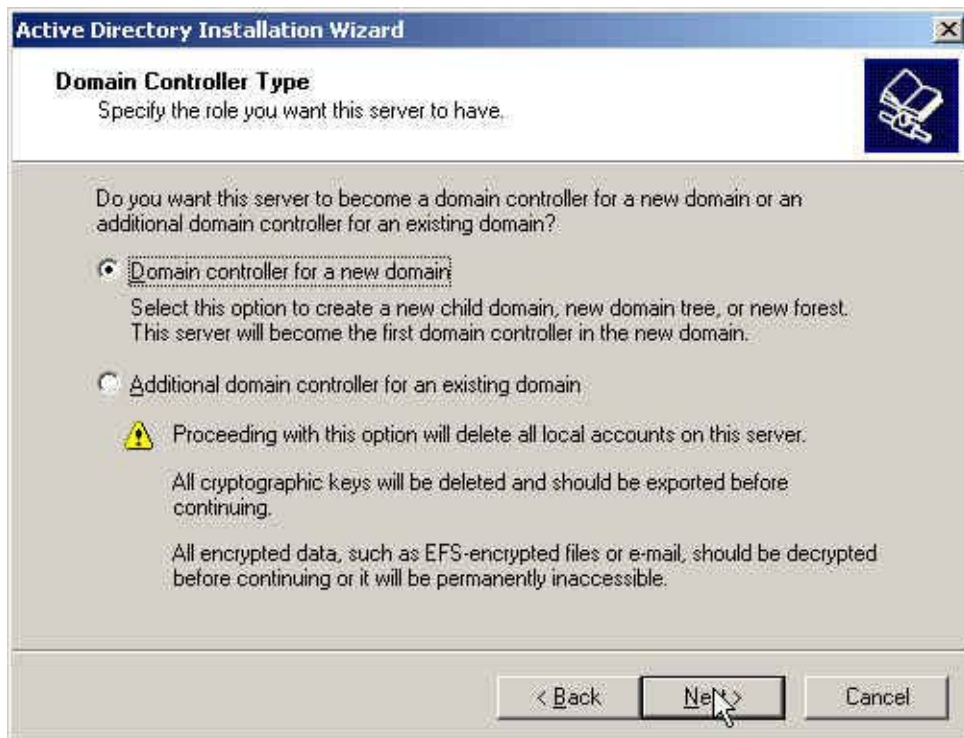 Active Directory Installation Wizard
Domain Controller Type
Specify the role you want this server to have.
Do you want this server to become a domain controller for a new domain or an
additional domain controller for an existing domain?
Domain controller for a new domain
Select this option to create a new child domain, new domain tree, or new forest.
This server will become the first domain controller in the new domain.
Additional domain controller for an existing domain
Proceeding with this option will delete all local accounts on this server.
All cryptographic keys will be deleted and should be exported before
continuing.
All encrypted data, such as EFS-encrypted files or e-mail, should be decrypted
before continuing or it will be permanently inaccessible.
< Back
Next >
Cancel